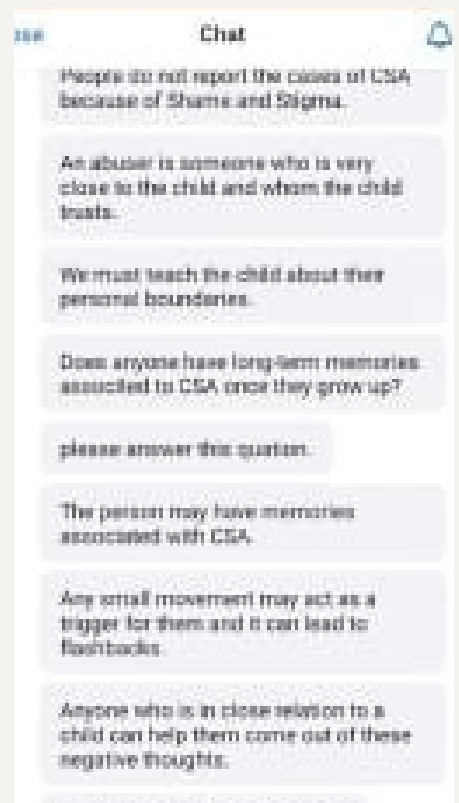 Chat
People do not report the cases of CSA
because of Shame and Stigma.
An abuser is someone who is very
close to the child and whom the child
trusts.
We must teach the child about their
personal boundaries.
Does anyone have long-term memories
associted to CSA once they grow up?
please answer this quation.
The person may have memories
associated with CSA.
Any small movement may act as a
trigger for them and it can lead to
flashbacks.
Anyone who is in close relation to a
child can help them come out of these
negative thoughts.